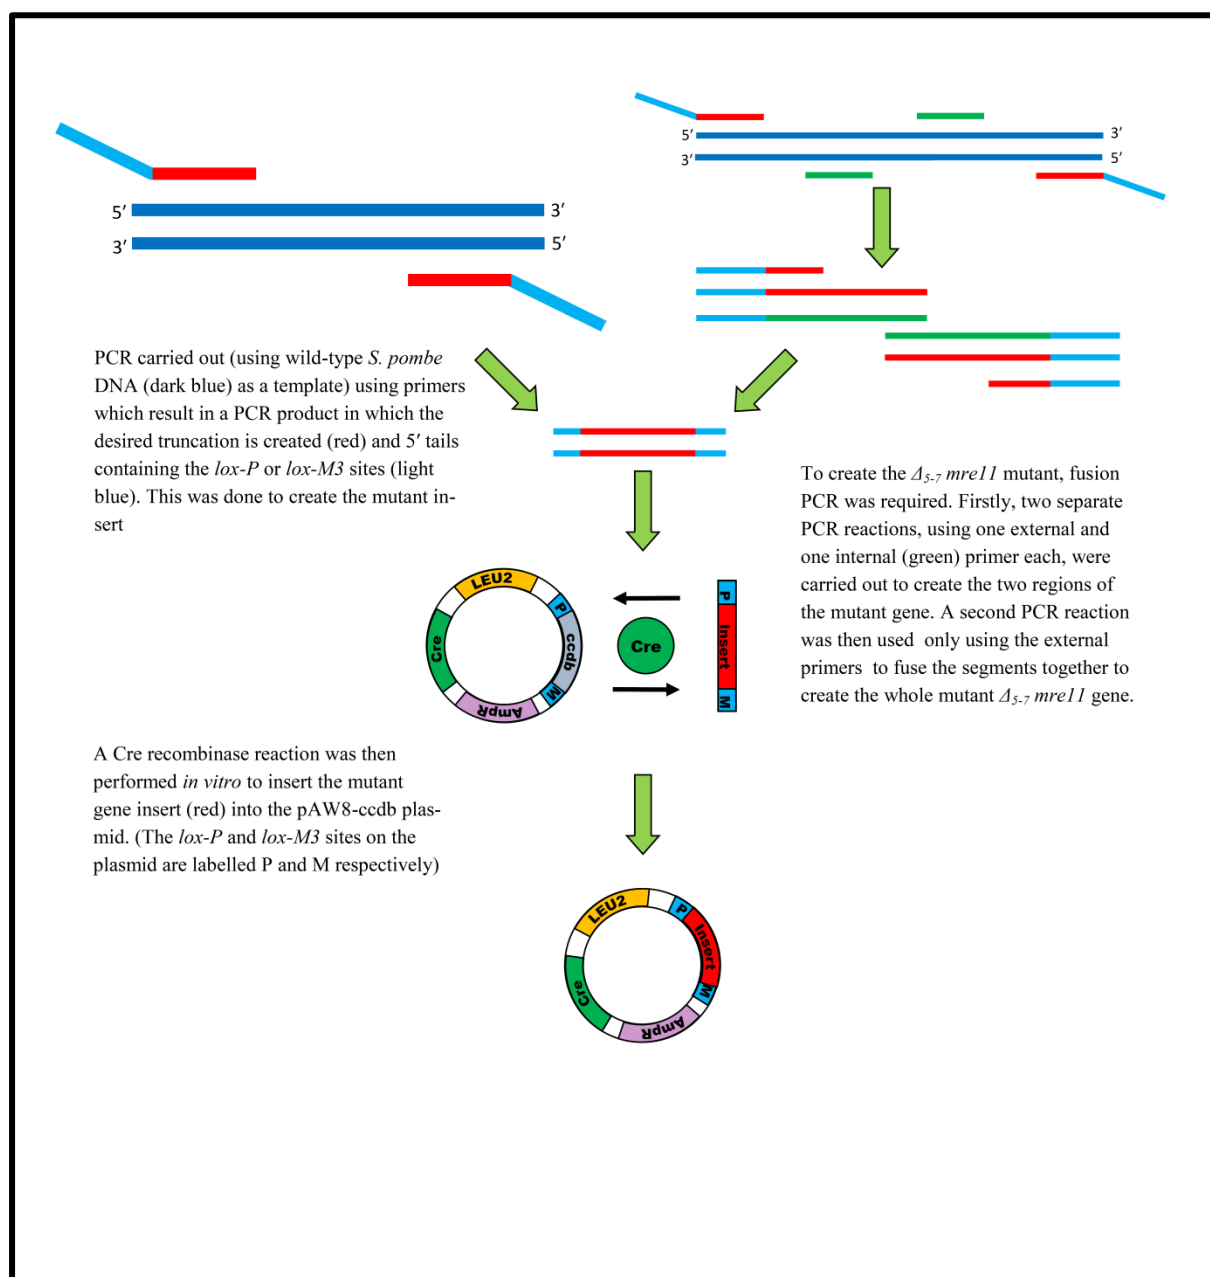 5′ 3′
3′ 5′
5′ 3′
3′ 5′
PCR carried out (using wild-type S. pombe
DNA (dark blue) as a template) using primers
which result in a PCR product in which the
desired truncation is created (red) and 5′ tails
containing the lox-P or lox-M3 sites (light
blue). This was done to create the mutant in-
sert
To create the Δ5-7 mre11 mutant, fusion
PCR was required. Firstly, two separate
PCR reactions, using one external and
one internal (green) primer each, were
carried out to create the two regions of
the mutant gene. A second PCR reaction
was then used only using the external
primers to fuse the segments together to
create the whole mutant Δ5-7 mre11 gene.
LEU2
P
ccdb
M
AmpR
Cre
Cre
P
Insert
M
A Cre recombinase reaction was then
performed in vitro to insert the mutant
gene insert (red) into the pAW8-ccdb plas-
mid. (The lox-P and lox-M3 sites on the
plasmid are labelled P and M respectively)
LEU2
P
Insert
M
AmpR
Cre